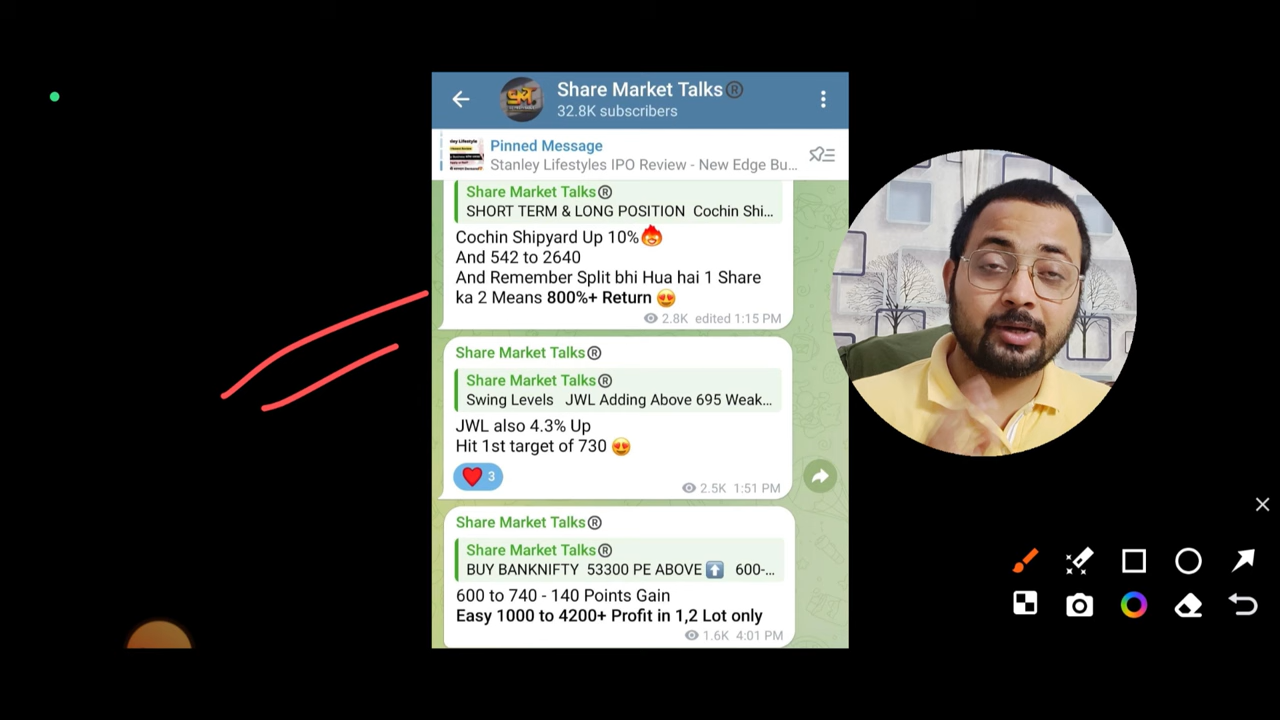 Share Market Talks®
32.8K subscribers
Pinned Message
Stanley Lifestyles IPO Review - New Edge Bu...
Share Market Talks®
SHORT TERM & LONG POSITION Cochin Shi...
Cochin Shipyard Up 10%🔥
And 542 to 2640
And Remember Split bhi Hua hai 1 Share
ka 2 Means 800%+ Return 😍
2.8K edited 1:15 PM
Share Market Talks®
Share Market Talks®
Swing Levels JWL Adding Above 695 Weak...
JWL also 4.3% Up
Hit 1st target of 730 😍
❤️ 3
2.5K 1:51 PM
Share Market Talks®
Share Market Talks®
BUY BANKNIFTY 53300 PE ABOVE⬆️ 600-...
600 to 740 - 140 Points Gain
Easy 1000 to 4200+ Profit in 1,2 Lot only
1.6K 4:01 PM